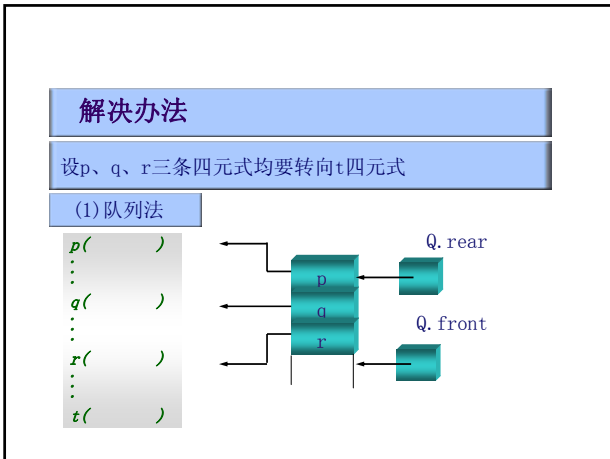 解决办法
设p、q、r三条四元式均要转向t四元式
(1)队列法
p( )
.
.
.
q( )
.
.
.
r( )
.
.
.
t( )
p
q
r
Q.rear
Q.front